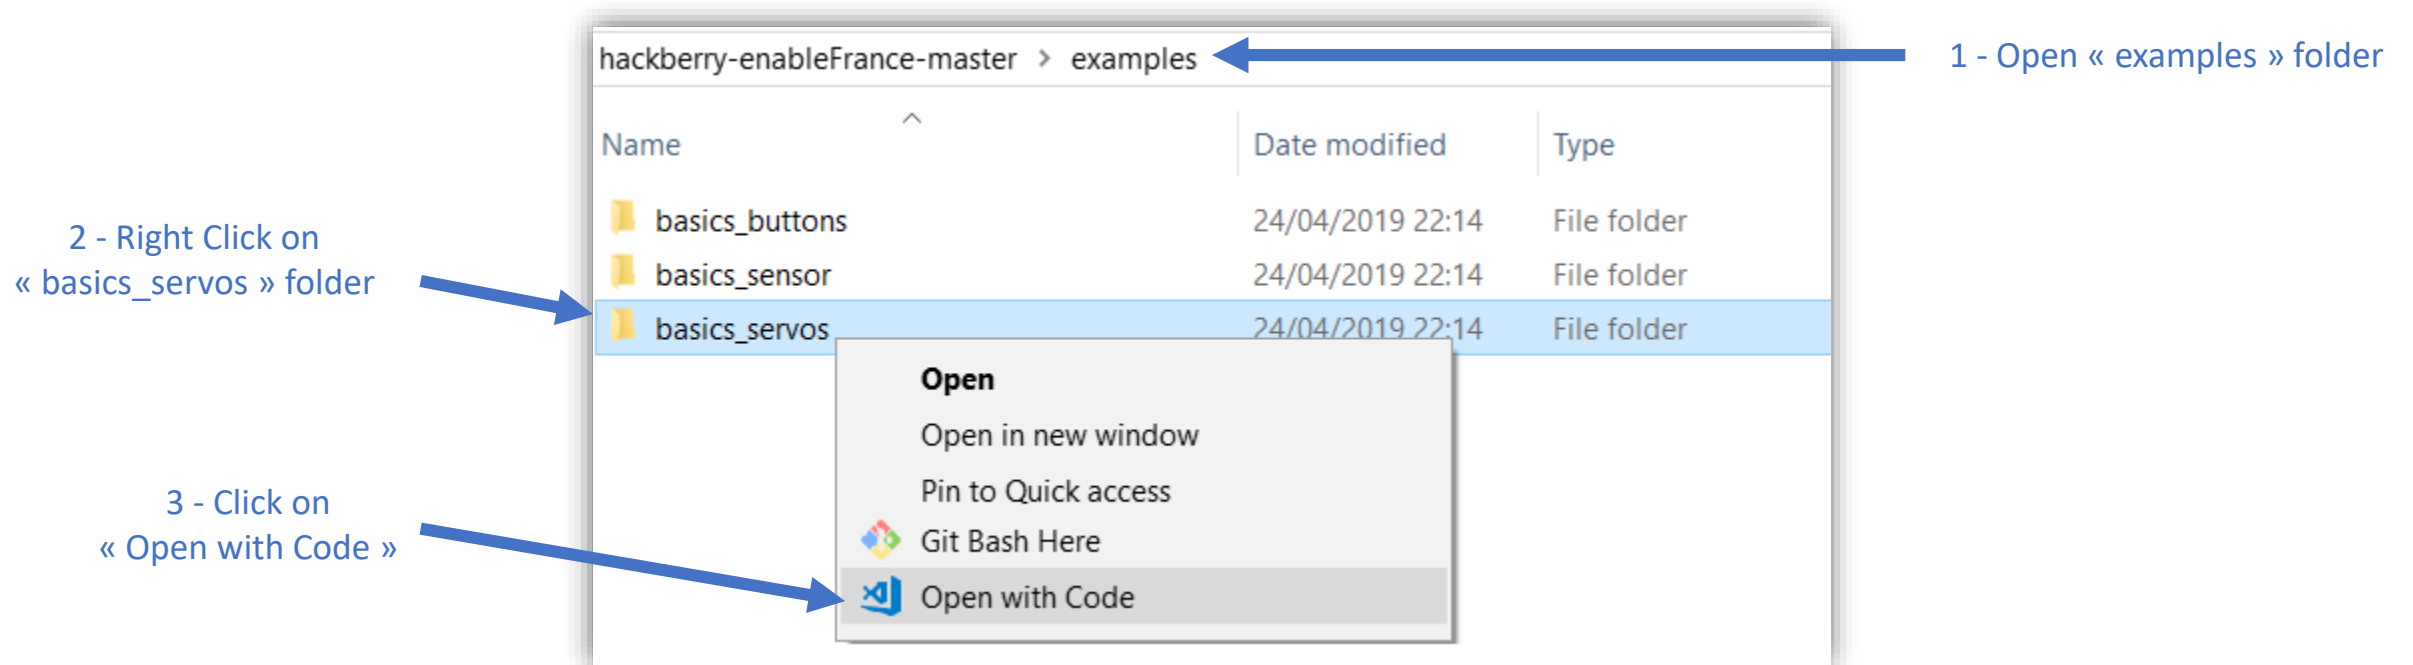 hackberry-enableFrance-master > examples
1 - Open « examples » folder
Name Date modified Type
basics_buttons 24/04/2019 22:14 File folder
2 - Right Click on
« basics_servos » folder
basics_sensor 24/04/2019 22:14 File folder
basics_servos 24/04/2019 22:14 File folder
Open
Open in new window
Pin to Quick access
3 - Click on
« Open with Code »
Git Bash Here
Open with Code